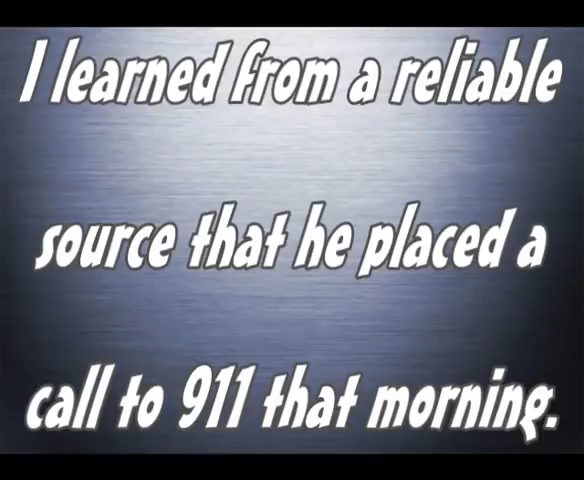 I learned from a reliable
source that he placed a
call to 911 that morning.